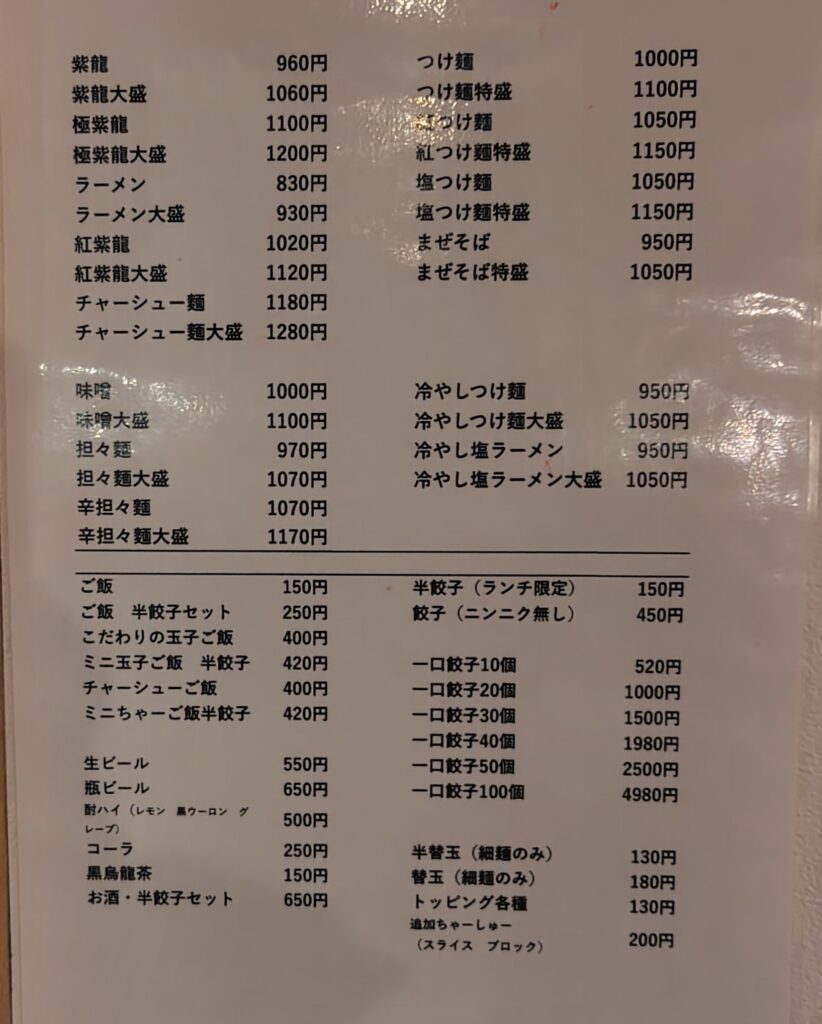 紫龍 960円
紫龍大盛 1060円
極紫龍 1100円
極紫龍大盛 1200円
ラーメン 830円
ラーメン大盛 930円
紅紫龍 1020円
紅紫龍大盛 1120円
チャーシュー麺 1180円
チャーシュー麺大盛 1280円
つけ麺 1000円
つけ麺特盛 1100円
紅つけ麺 1050円
紅つけ麺特盛 1150円
塩つけ麺 1050円
塩つけ麺特盛 1150円
まぜそば 950円
まぜそば特盛 1050円
味噌 1000円
味噌大盛 1100円
担々麺 970円
担々麺大盛 1070円
辛担々麺 1070円
辛担々麺大盛 1170円
冷やしつけ麺 950円
冷やしつけ麺大盛 1050円
冷やし塩ラーメン 950円
冷やし塩ラーメン大盛 1050円
ご飯 150円
ご飯 半餃子セット 250円
こだわりの玉子ご飯 400円
ミニ玉子ご飯 半餃子 420円
チャーシューご飯 400円
ミニちゃーご飯半餃子 420円
生ビール 550円
瓶ビール 650円
酎ハイ（レモン 黒ウーロン グ
レープ） 500円
コーラ 250円
黒烏龍茶 150円
お酒・半餃子セット 650円
半餃子（ランチ限定） 150円
餃子（ニンニク無し） 450円
一口餃子10個 520円
一口餃子20個 1000円
一口餃子30個 1500円
一口餃子40個 1980円
一口餃子50個 2500円
一口餃子100個 4980円
半替玉（細麺のみ） 130円
替玉（細麺のみ） 180円
トッピング各種 130円
追加ちゃーしゅー
（スライス ブロック） 200円